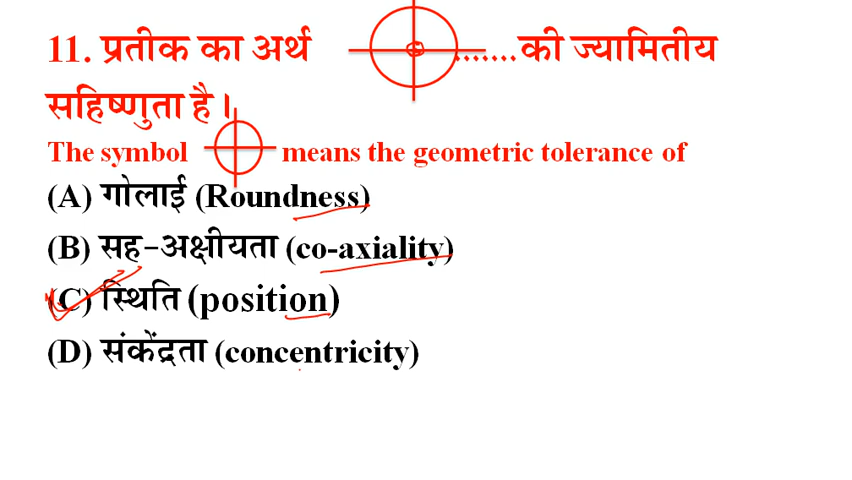 11. प्रतीक का अर्थ .......की ज्यामितीय
सहिष्णुता है।
The symbol means the geometric tolerance of
(A) गोलाई (Roundness)
(B) सह-अक्षीयता (co-axiality)
(C) स्थिति (position)
(D) संकेंद्रता (concentricity)